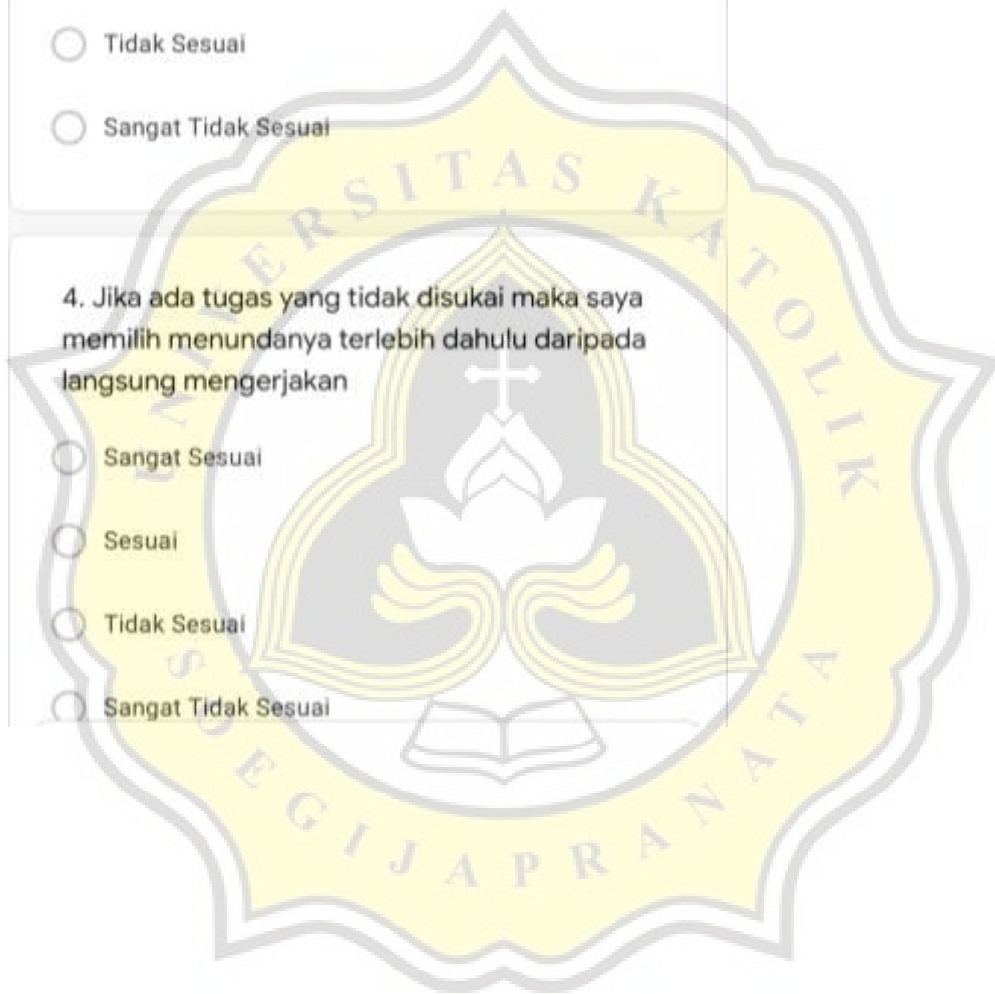 Tidak Sesuai
Sangat Tidak Sesuai
4. Jika ada tugas yang tidak disukai maka saya
memilih menundanya terlebih dahulu daripada
langsung mengerjakan
Sangat Sesuai
Sesuai
Tidak Sesuai
Sangat Tidak Sesuai
UNIVERSITAS KATOLIK
SOEGIJAPRANATA